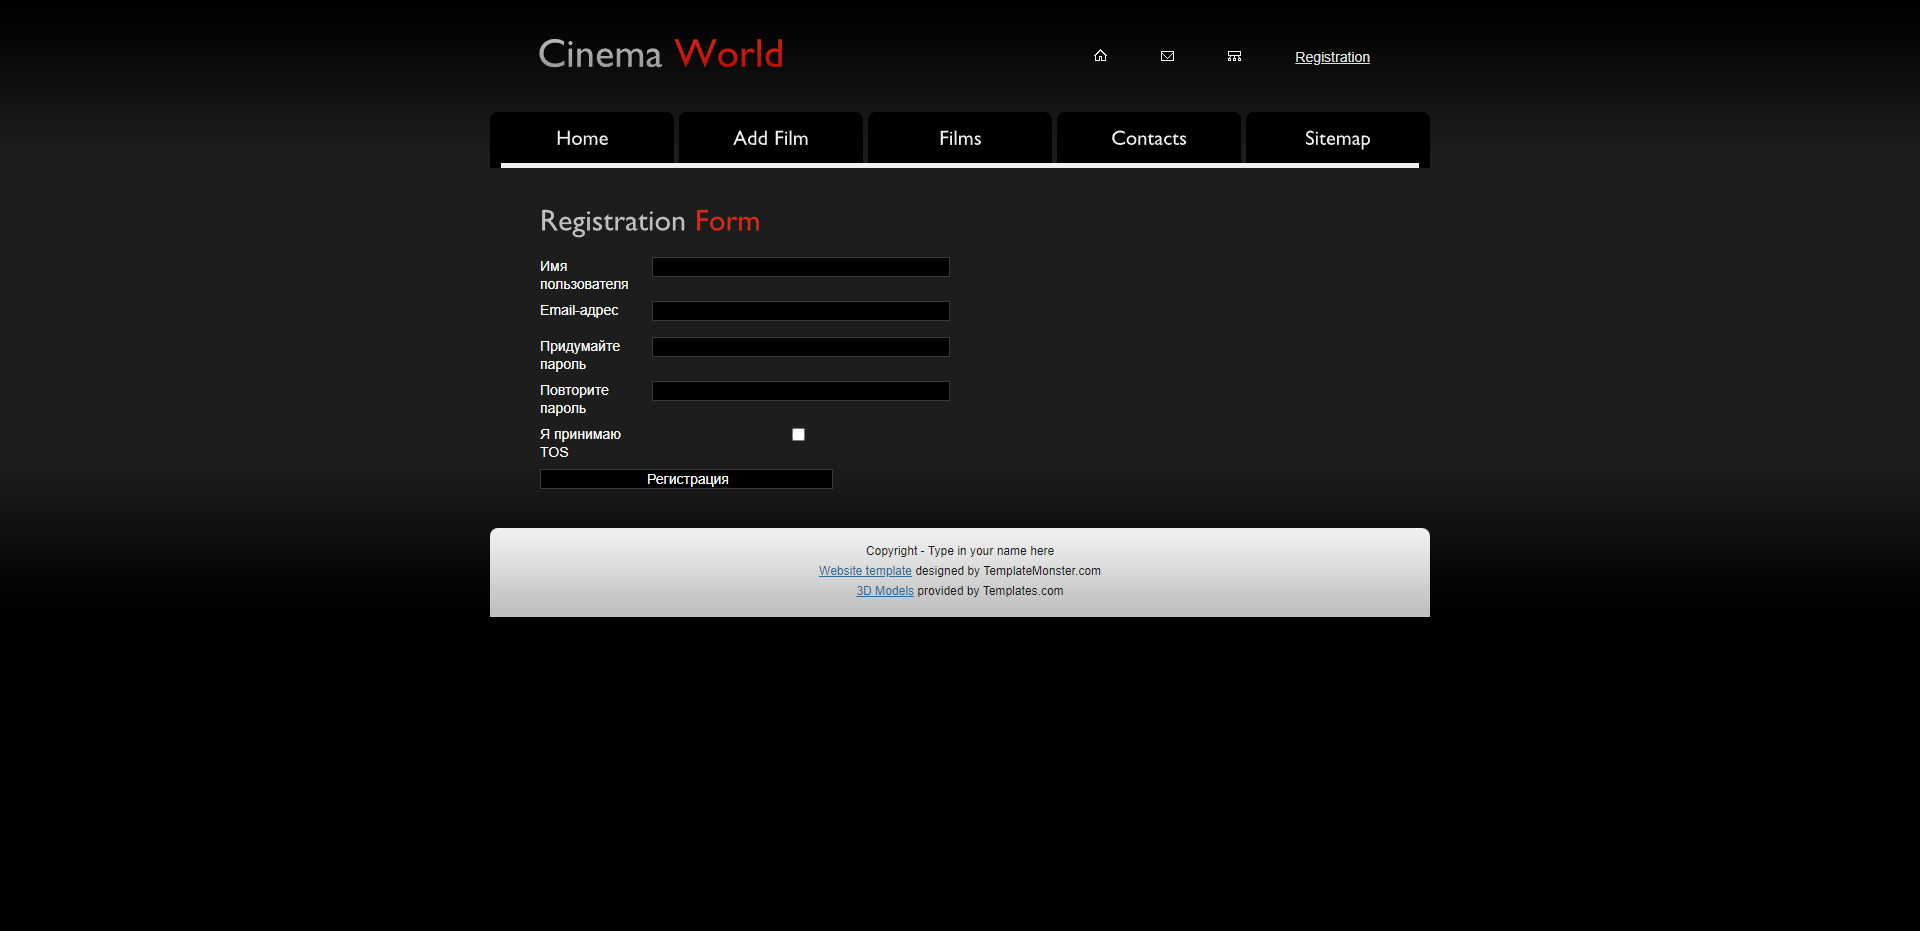 Cinema World
Registration
Home
Add Film
Films
Contacts
Sitemap
Registration Form
Имя
пользователя
Email-адрес
Придумайте
пароль
Повторите
пароль
Я принимаю
TOS
Регистрация
Copyright - Type in your name here
Website template designed by TemplateMonster.com
3D Models provided by Templates.com